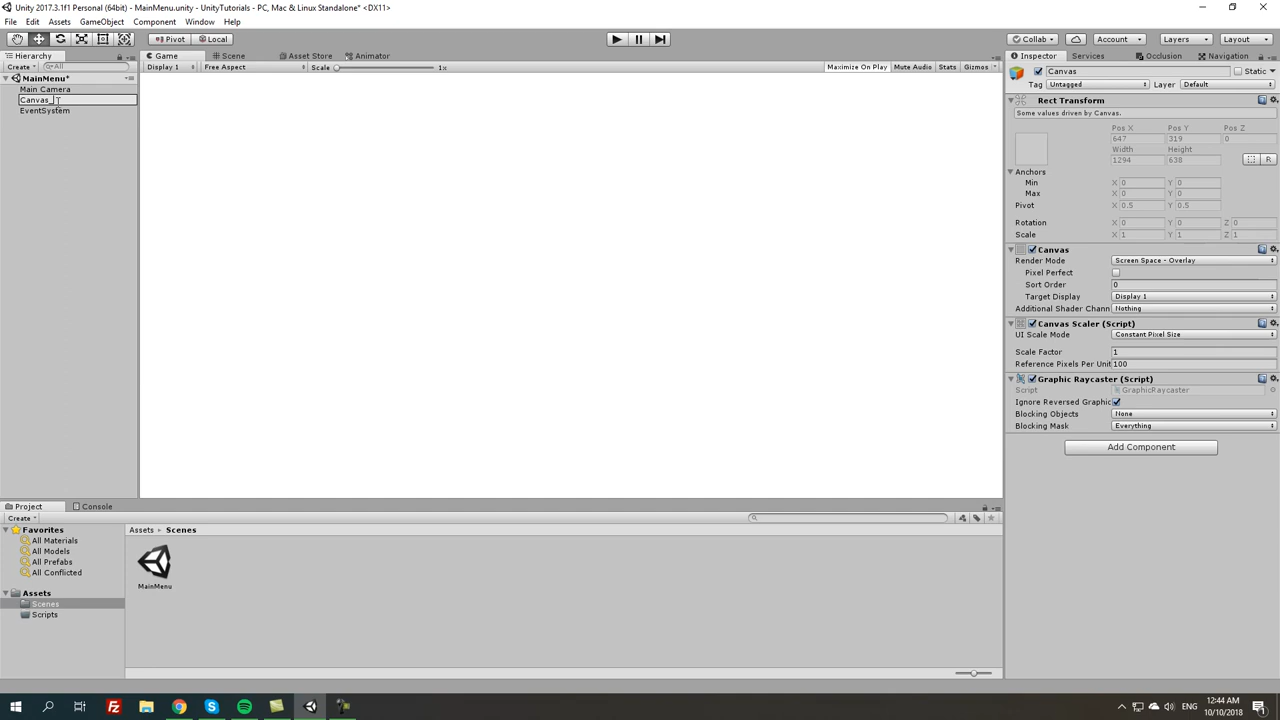 Unity 2017.3.1f1 Personal (64bit) - MainMenu.unity - UnityTutorials - PC, Mac & Linux Standalone* <DX11>
File Edit Assets GameObject Component Window Help
Pivot Local Collab Account Layers Layout
Hierarchy Game Scene Asset Store Animator Inspector Services Occlusion Navigation
Create All Display 1 Free Aspect Scale 1x Maximize On Play Mute Audio Stats Gizmos Canvas Static
MainMenu*
Tag Untagged Layer Default
Main Camera
Canvas_
EventSystem
Rect Transform
Some values driven by Canvas.
Pos X Pos Y Pos Z
647 319 0
Width Height
1294 638 R
Anchors
Min X 0 Y 0
Max X 0 Y 0
Pivot X 0.5 Y 0.5
Rotation X 0 Y 0 Z 0
Scale X 1 Y 1 Z 1
Canvas
Render Mode Screen Space - Overlay
Pixel Perfect
Sort Order 0
Target Display Display 1
Additional Shader Chann Nothing
Canvas Scaler (Script)
UI Scale Mode Constant Pixel Size
Scale Factor 1
Reference Pixels Per Unit 100
Graphic Raycaster (Script)
Script GraphicRaycaster
Ignore Reversed Graphic
Blocking Objects None
Blocking Mask Everything
Add Component
Project Console
Create
Favorites
All Materials
All Models
All Prefabs
All Conflicted
Assets
Scenes
Scripts
Assets Scenes
MainMenu
ENG
12:44 AM
10/10/2018
1